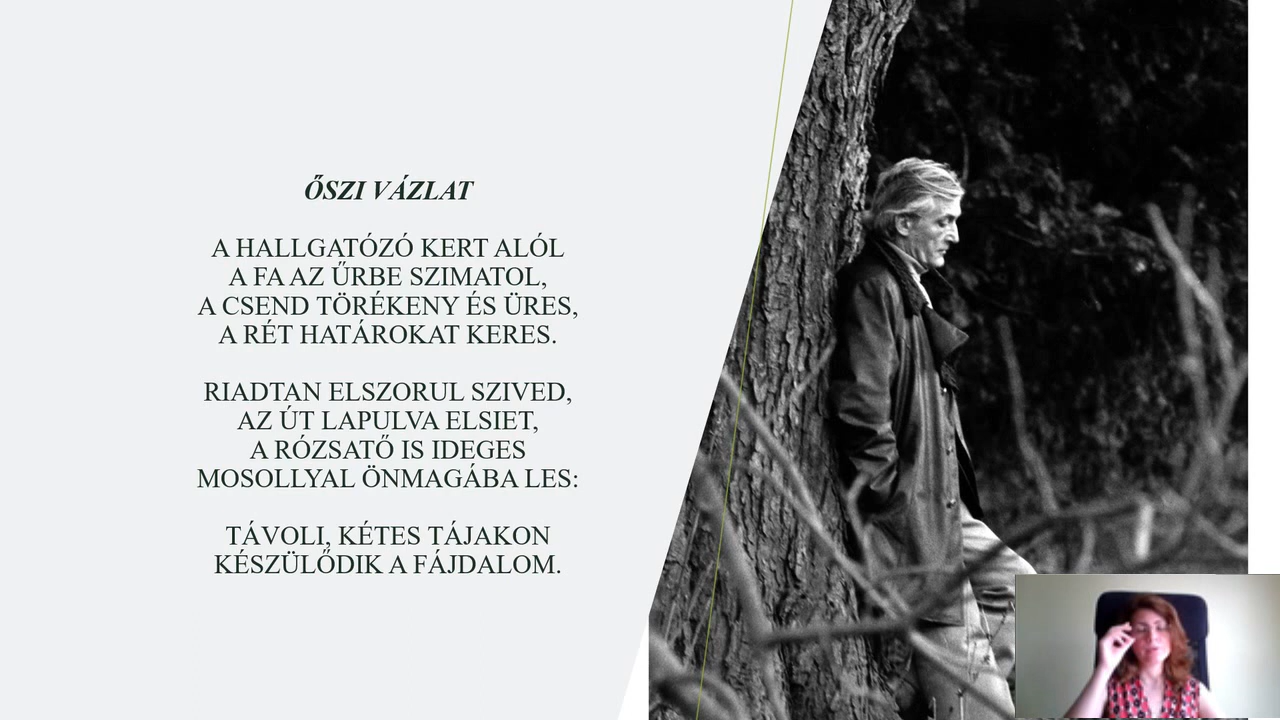 ŐSZI VÁZLAT
A HALLGATÓZÓ KERT ALÓL
A FA AZ ŰRBE SZIMATOL,
A CSEND TÖRÉKENY ÉS ÜRES,
A RÉT HATÁROKAT KERES.
RIADTAN ELSZORUL SZIVED,
AZ ÚT LAPULVA ELSIET,
A RÓZSATŐ IS IDEGES
MOSOLLYAL ÖNMAGÁBA LES:
TÁVOLI, KÉTES TÁJAKON
KÉSZÜLŐDIK A FÁJDALOM.